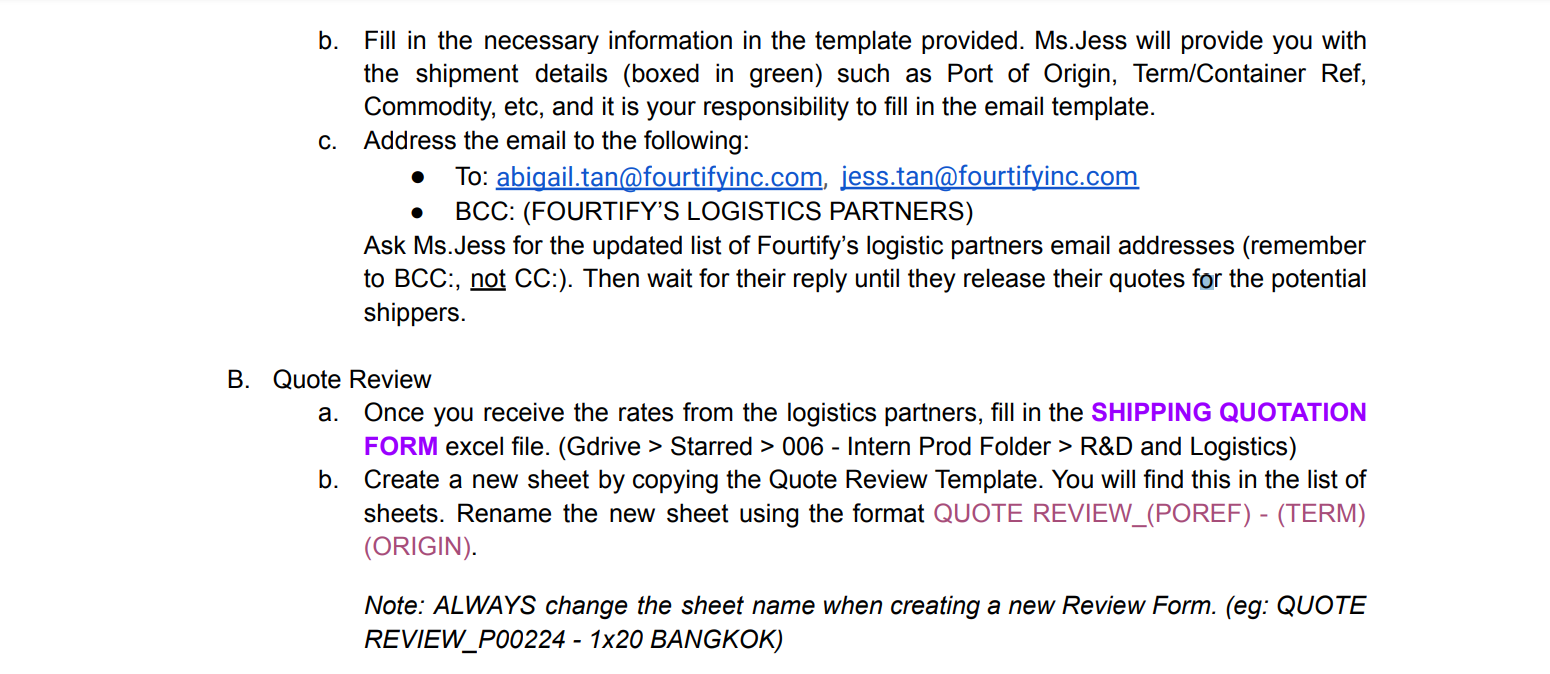 b. Fill in the necessary information in the template provided. Ms.Jess will provide you with
the shipment details (boxed in green) such as Port of Origin, Term/Container Ref,
Commodity, etc, and it is your responsibility to fill in the email template.
c. Address the email to the following:
● To: abigail.tan@fourtifyinc.com, jess.tan@fourtifyinc.com
● BCC: (FOURTIFY’S LOGISTICS PARTNERS)
Ask Ms.Jess for the updated list of Fourtify’s logistic partners email addresses (remember
to BCC:, not CC:). Then wait for their reply until they release their quotes for the potential
shippers.
B. Quote Review
a. Once you receive the rates from the logistics partners, fill in the SHIPPING QUOTATION
FORM excel file. (Gdrive > Starred > 006 - Intern Prod Folder > R&D and Logistics)
b. Create a new sheet by copying the Quote Review Template. You will find this in the list of
sheets. Rename the new sheet using the format QUOTE REVIEW_(POREF) - (TERM)
(ORIGIN).
Note: ALWAYS change the sheet name when creating a new Review Form. (eg: QUOTE
REVIEW_P00224 - 1x20 BANGKOK)